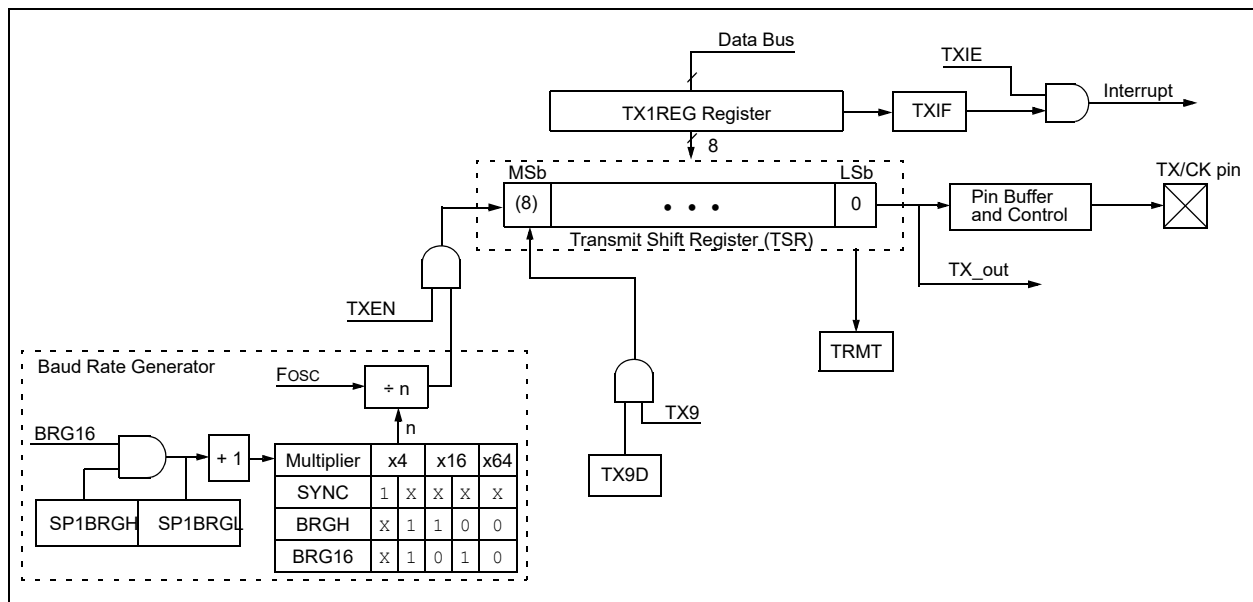 Data Bus
TXIE
Interrupt
TX1REG Register
TXIF
8
MSb
LSb
TX/CK pin
(8)
• • •
0
Pin Buffer
and Control
Transmit Shift Register (TSR)
TX_out
TXEN
TRMT
Baud Rate Generator
FOSC
÷ n
TX9
n
BRG16
+ 1
Multiplier x4 x16 x64
TX9D
SYNC 1 X X X X
SP1BRGH SP1BRGL
BRGH X 1 1 0 0
BRG16 X 1 0 1 0